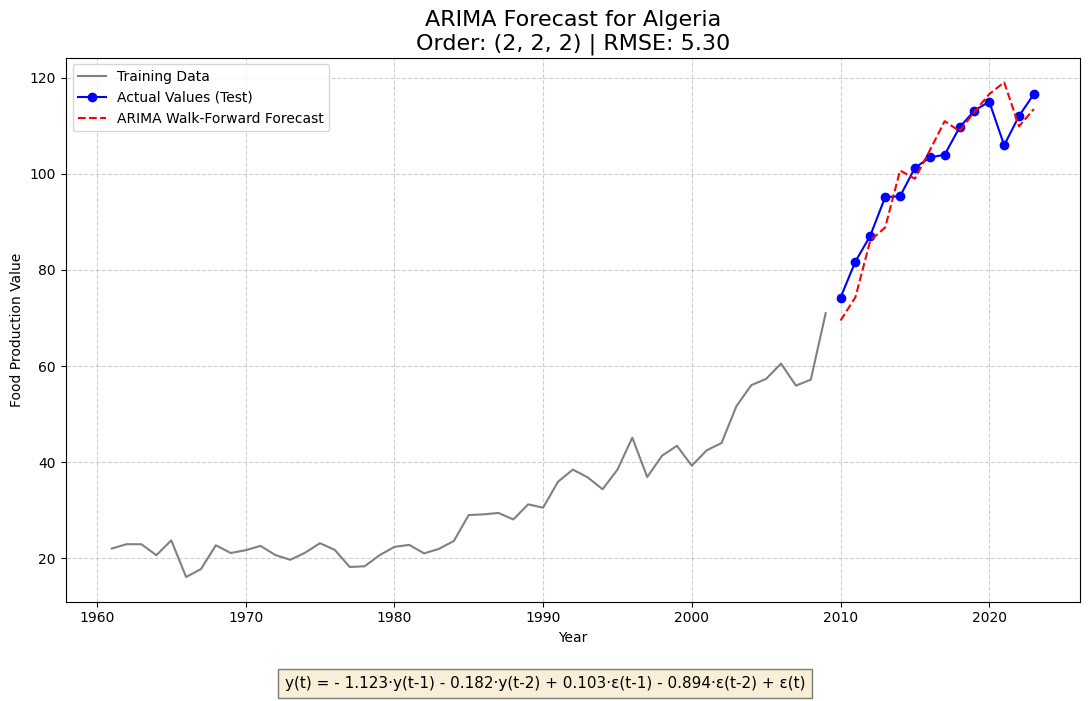 ARIMA Forecast for Algeria
Order: (2, 2, 2) | RMSE: 5.30
Training Data
Actual Values (Test)
ARIMA Walk-Forward Forecast
Food Production Value
120
100
80
60
40
20
1960 1970 1980 1990 2000 2010 2020
Year
y(t) = - 1.123·y(t-1) - 0.182·y(t-2) + 0.103·ε(t-1) - 0.894·ε(t-2) + ε(t)